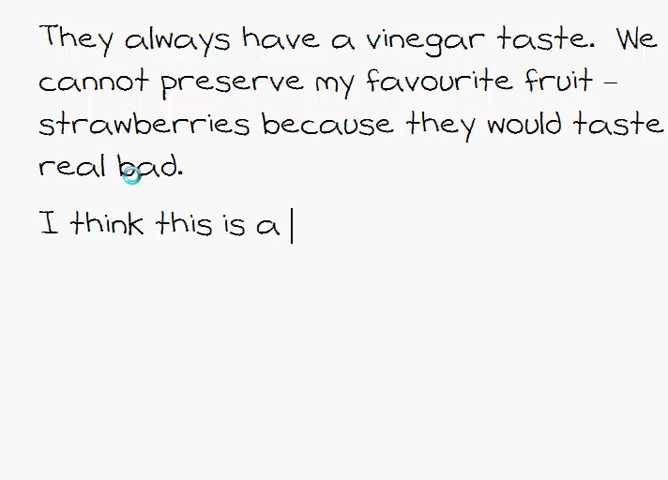 They always have a vinegar taste. We
cannot preserve my favourite fruit –
strawberries because they would taste
real bad.
I think this is a